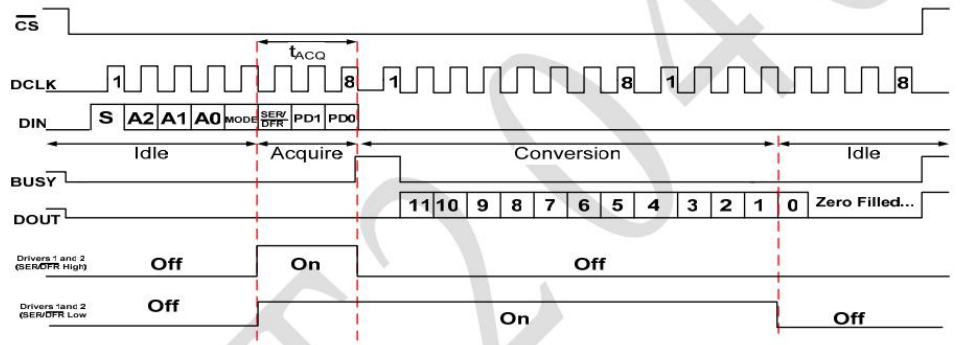 CS
tACQ
DCLK 1 8 1 8 1 8
DIN S A2 A1 A0 MODE SER/DFR PD1 PD0
Idle Acquire Conversion Idle
BUSY
DOUT 11 10 9 8 7 6 5 4 3 2 1 0 Zero Filled...
Drivers 1 and 2
(SER/DFR High) Off On Off
Drivers 1and 2
(SER/DFR Low Off On Off